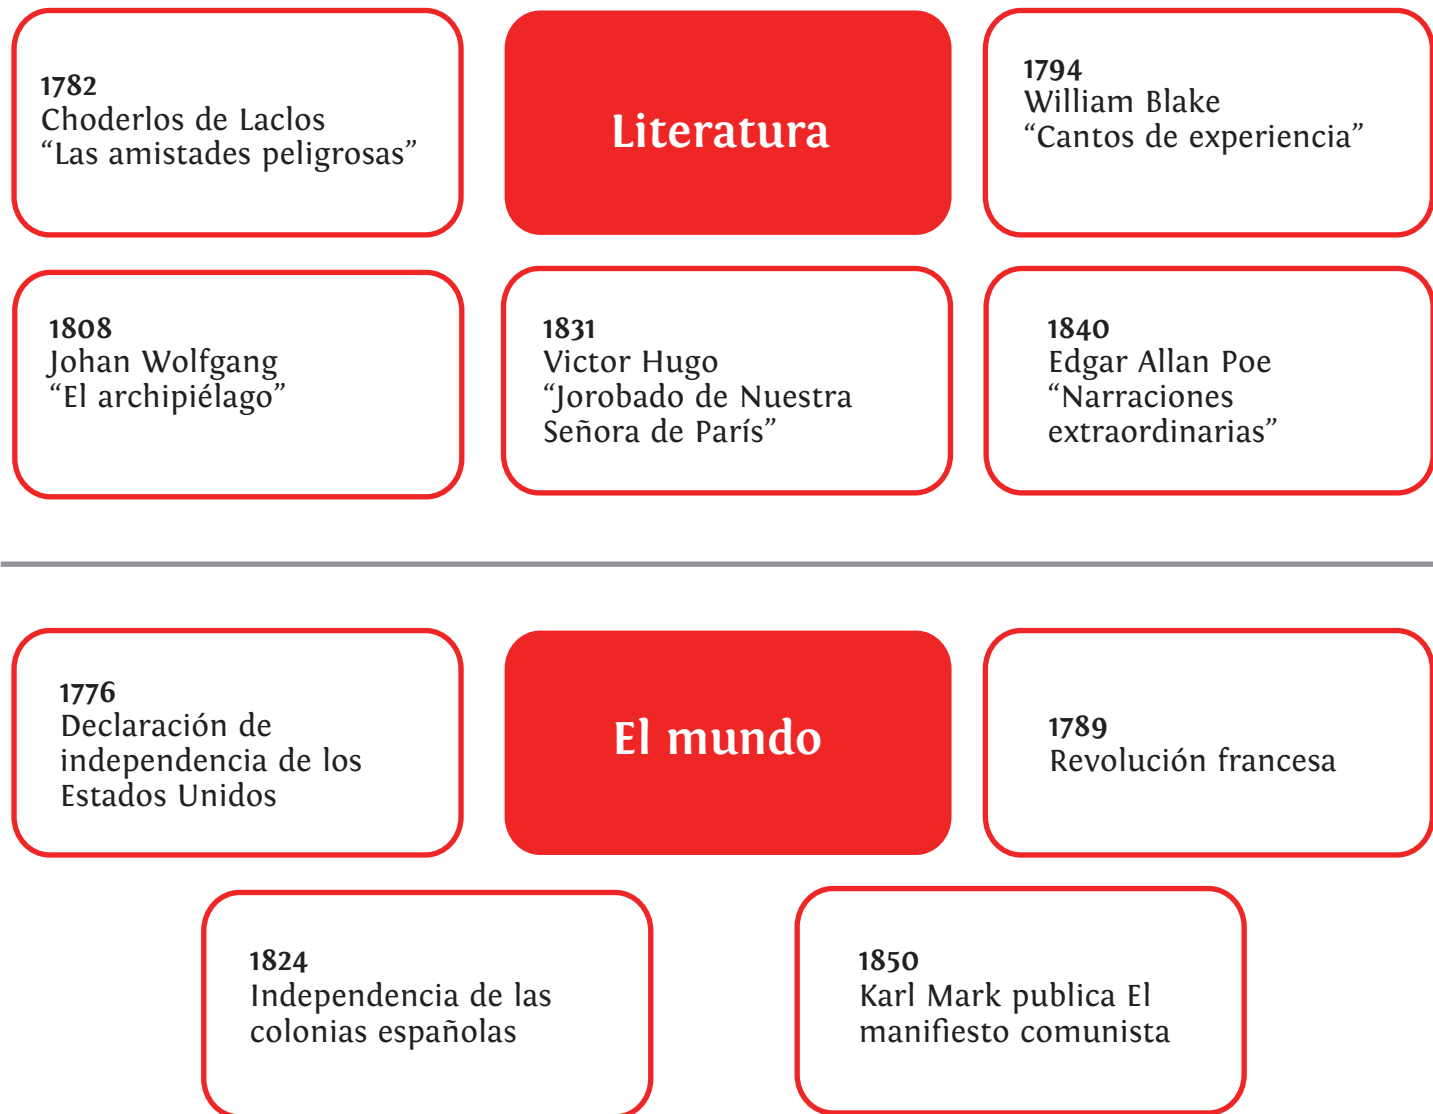 1782
Choderlos de Laclos
“Las amistades peligrosas”
Literatura
1794
William Blake
“Cantos de experiencia”
1808
Johan Wolfgang
“El archipiélago”
1831
Victor Hugo
“Jorobado de Nuestra
Señora de París”
1840
Edgar Allan Poe
“Narraciones
extraordinarias”
1776
Declaración de
independencia de los
Estados Unidos
El mundo
1789
Revolución francesa
1824
Independencia de las
colonias españolas
1850
Karl Mark publica El
manifiesto comunista